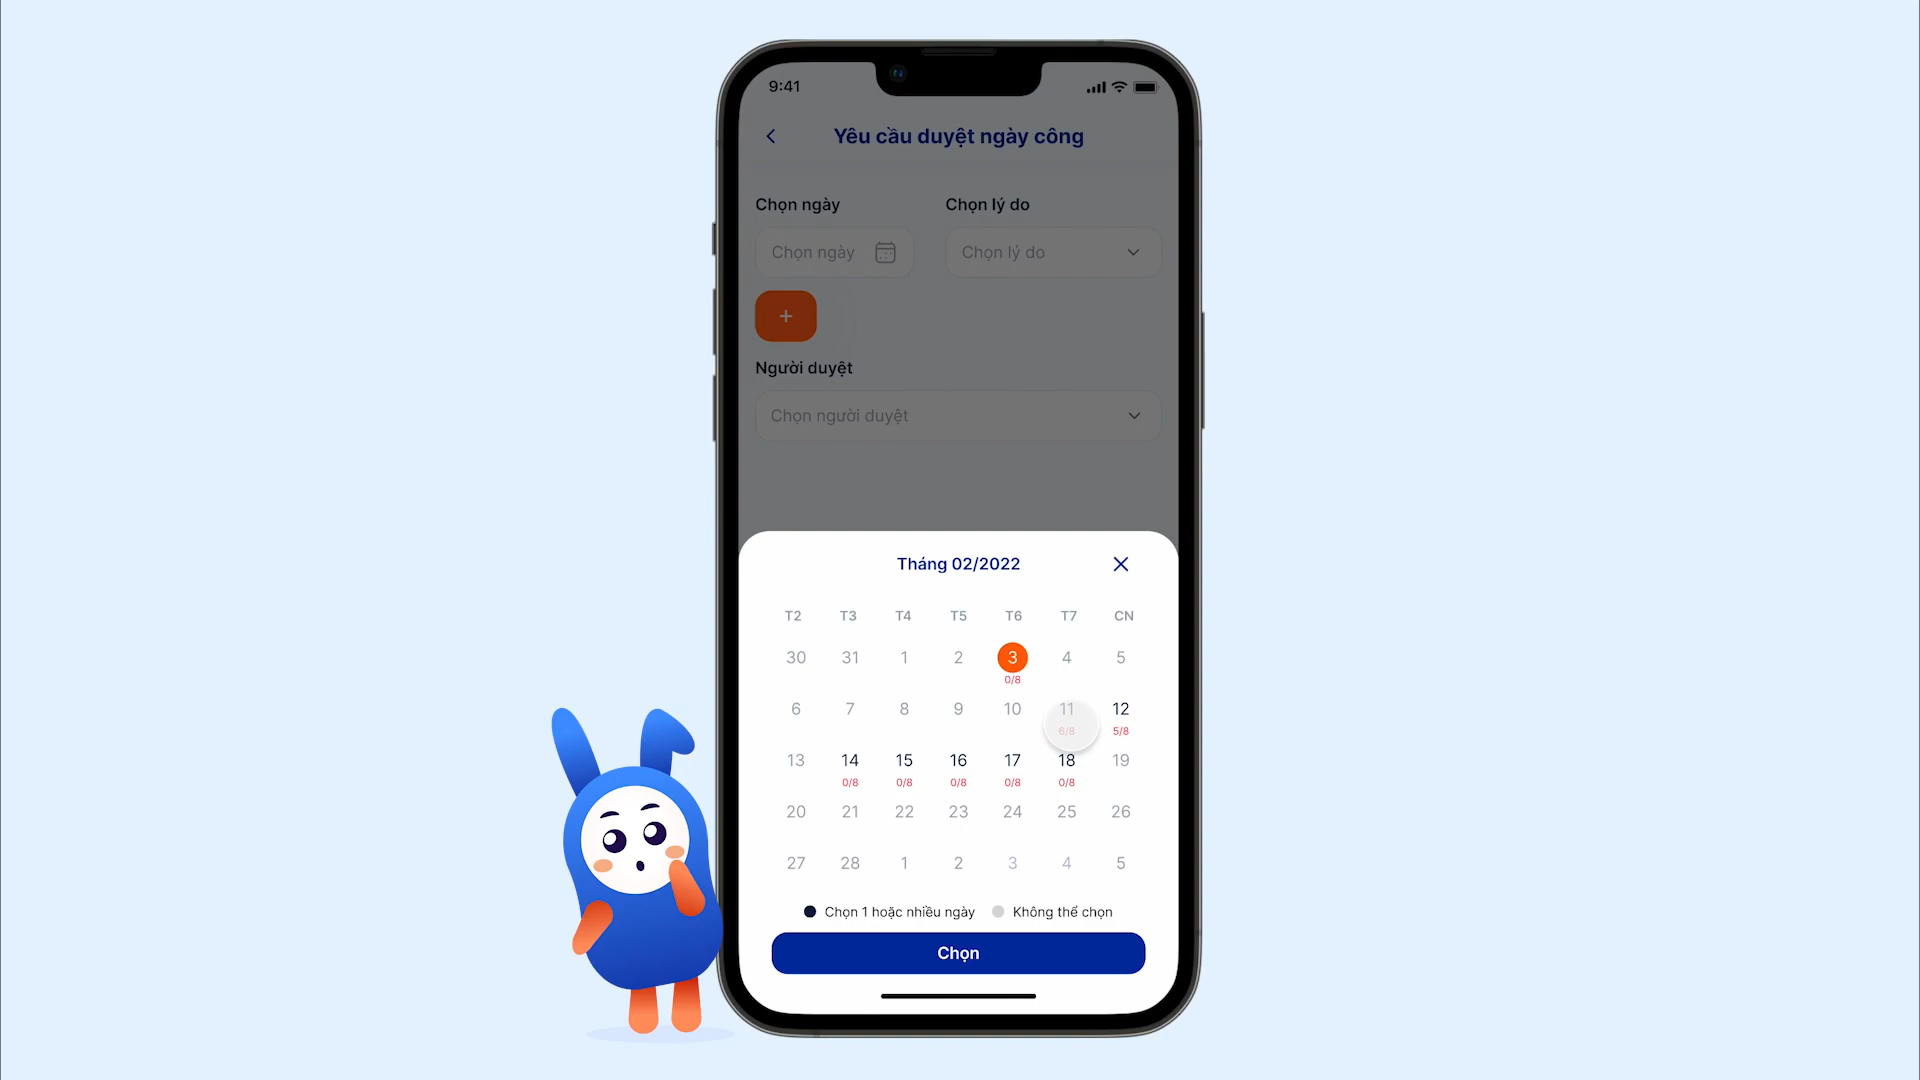 9:41
Yêu cầu duyệt ngày công
Chọn ngày Chọn lý do
Chọn ngày Chọn lý do
+
Người duyệt
Chọn người duyệt
Tháng 02/2022
T2 T3 T4 T5 T6 T7 CN
30 31 1 2 3 4 5
0/8
6 7 8 9 10 11 12
6/8 5/8
13 14 15 16 17 18 19
0/8 0/8 0/8 0/8 0/8
20 21 22 23 24 25 26
27 28 1 2 3 4 5
Chọn 1 hoặc nhiều ngày Không thể chọn
Chọn